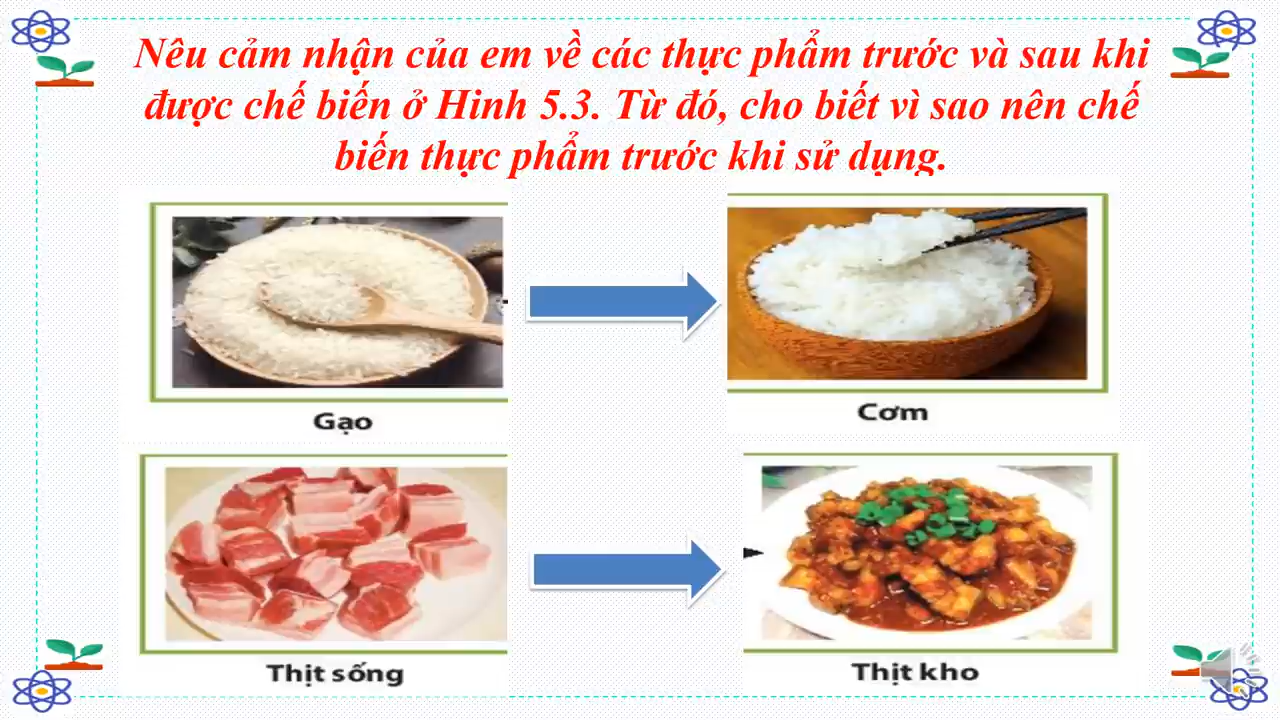 Nêu cảm nhận của em về các thực phẩm trước và sau khi
được chế biến ở Hinh 5.3. Từ đó, cho biết vì sao nên chế
biến thực phẩm trước khi sử dụng.
Gạo
Cơm
Thịt sống
Thịt kho